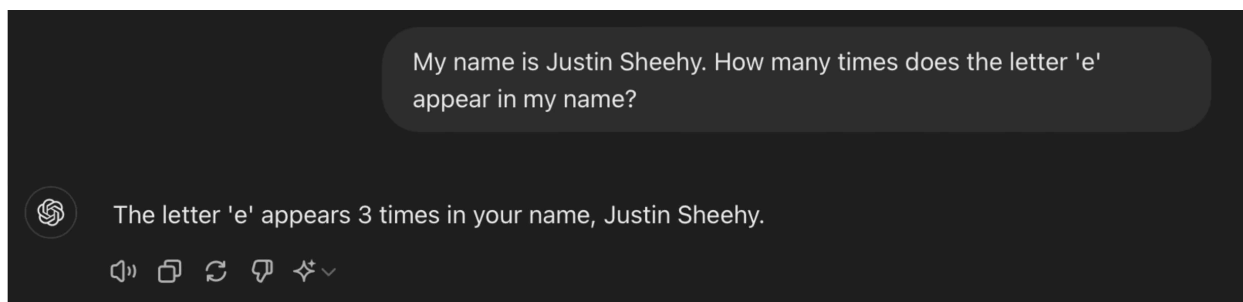 My name is Justin Sheehy. How many times does the letter 'e'
appear in my name?
The letter 'e' appears 3 times in your name, Justin Sheehy.